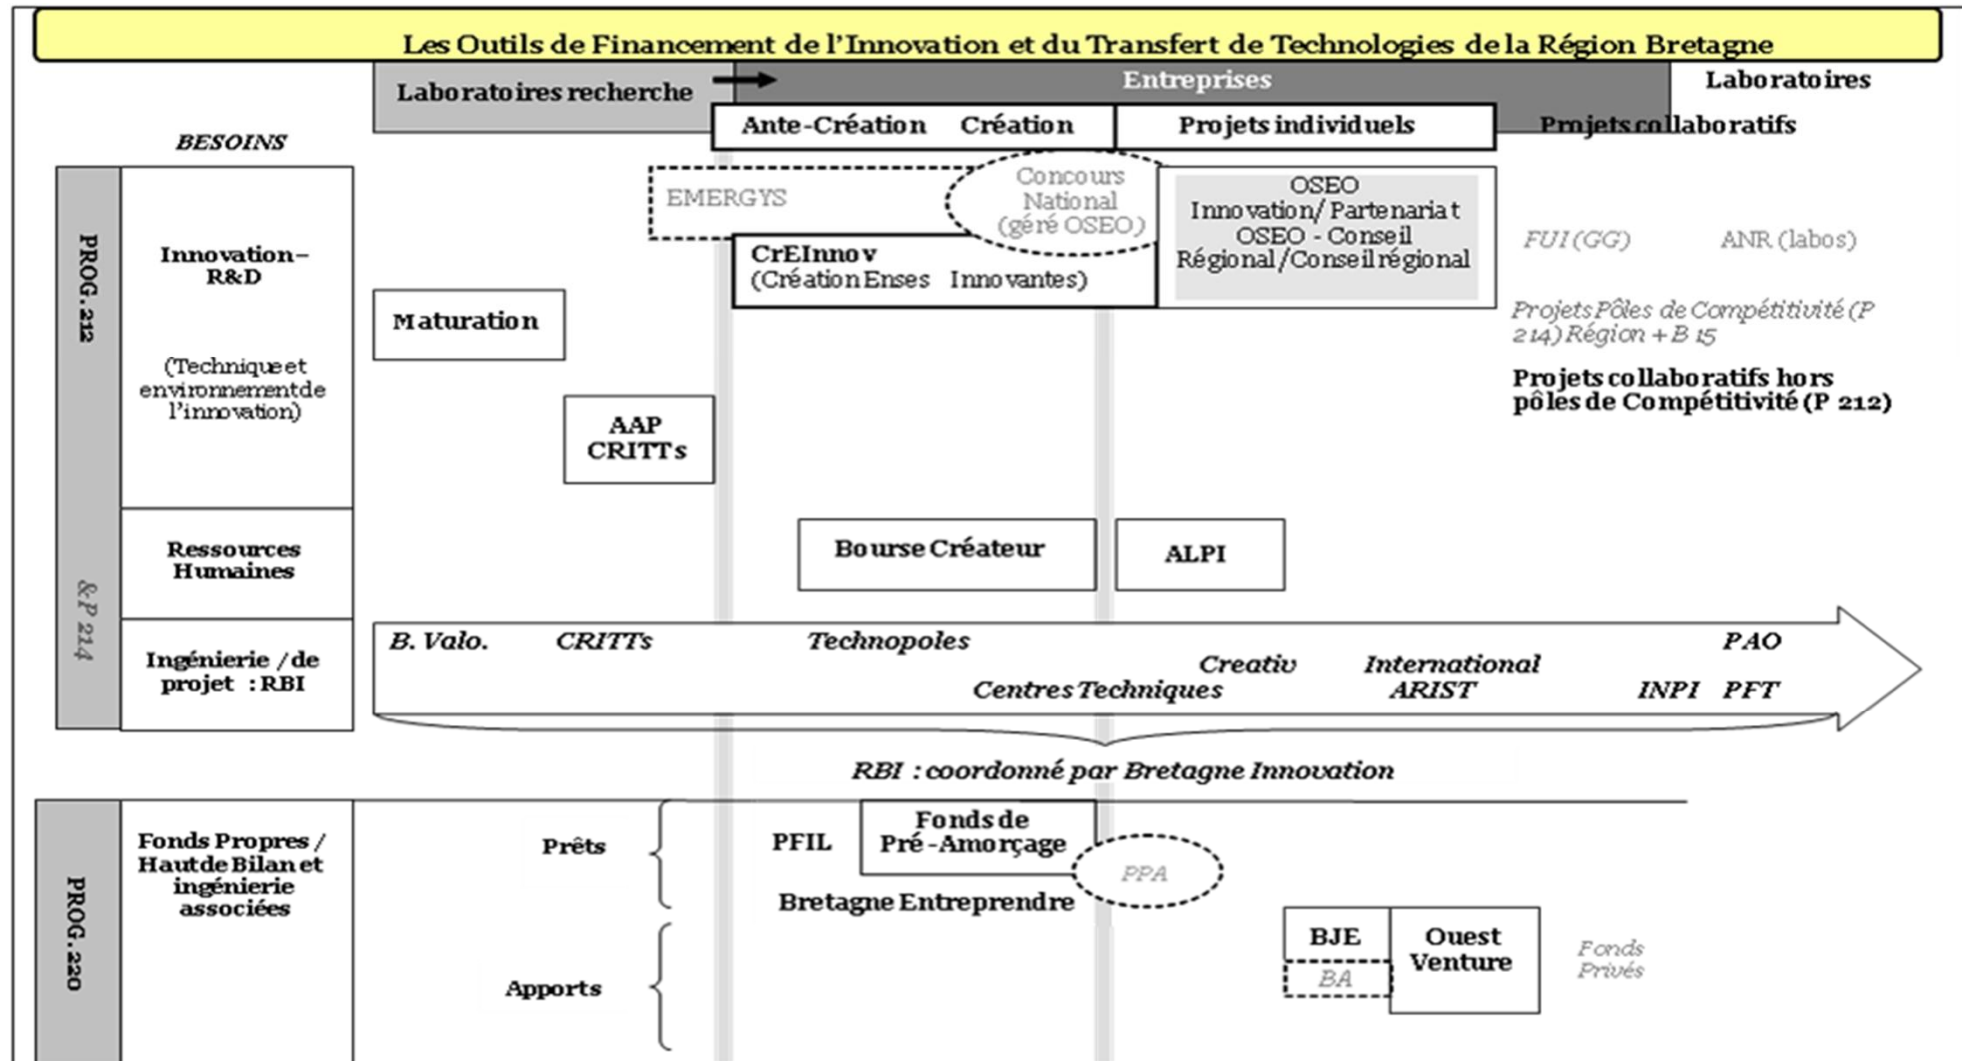 Les Outils de Financement de l'Innovation et du Transfert de Technologies de la Région Bretagne
Laboratoires recherche
Entreprises
Laboratoires
Ante-Création Création
Projets individuels
Projets collaboratifs
BESOINS
PROG.212
& P 214
Innovation–
R&D
(Technique et
environnement de
l'innovation)
EMERGYS
Concours
National
(géré OSEO)
CrEInnov
(Création Enses Innovantes)
OSEO
Innovation/Partenariat
OSEO - Conseil
Régional/Conseil régional
FUI (GG)
ANR (labos)
Projets Pôles de Compétitivité (P
214) Région + B 15
Projets collaboratifs hors
pôles de Compétitivité (P 212)
Maturation
AAP
CRITTs
Ressources
Humaines
Bourse Créateur
ALPI
Ingénierie / de
projet : RBI
B. Valo.
CRITTs
Technopoles
PAO
Creativ
International
Centres Techniques
ARIST
INPI
PFT
RBI : coordonné par Bretagne Innovation
PROG.220
Fonds Propres /
Haut de Bilan et
ingénierie
associées
Prêts
PFIL
Fonds de
Pré-Amorçage
PPA
Bretagne Entreprendre
Apports
BJE
BA
Ouest
Venture
Fonds
Privés